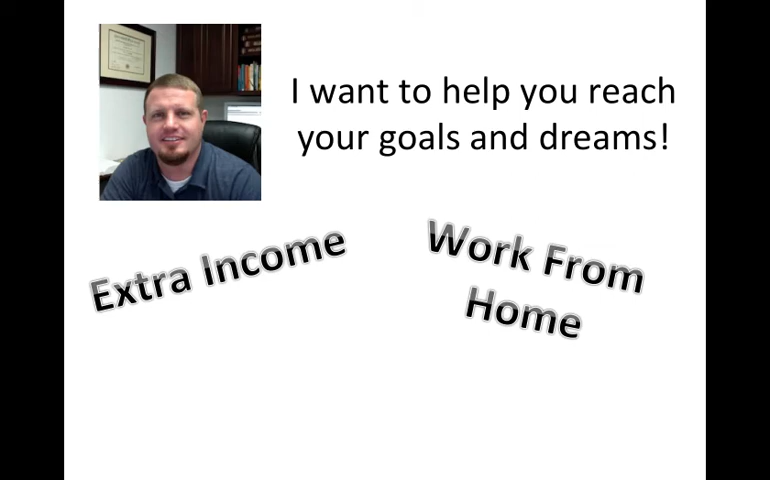 I want to help you reach
your goals and dreams!
Extra Income
Work From
Home